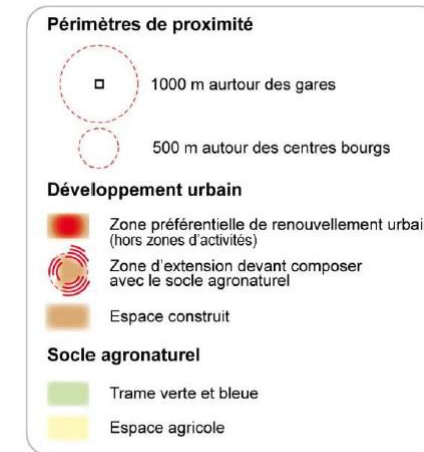 Périmètres de proximité
1000 m aurtour des gares
500 m autour des centres bourgs
Développement urbain
Zone préférentielle de renouvellement urbai
(hors zones d'activités)
Zone d'extension devant composer
avec le socle agronaturel
Espace construit
Socle agronaturel
Trame verte et bleue
Espace agricole